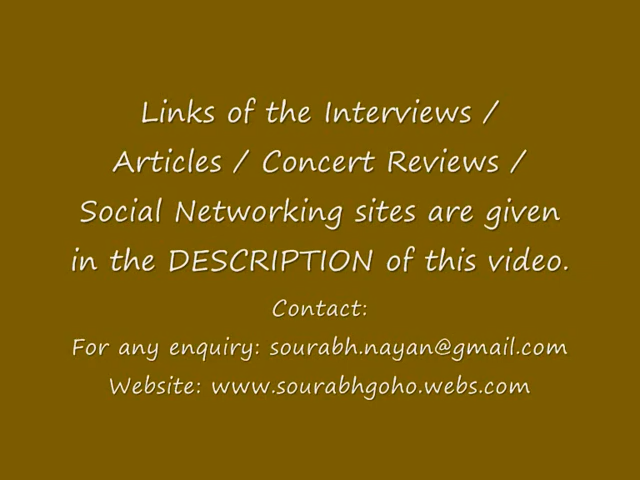 Links of the Interviews /
Articles / Concert Reviews /
Social Networking sites are given
in the DESCRIPTION of this video.
Contact:
For any enquiry: sourabh.nayan@gmail.com
Website: www.sourabhgoho.webs.com